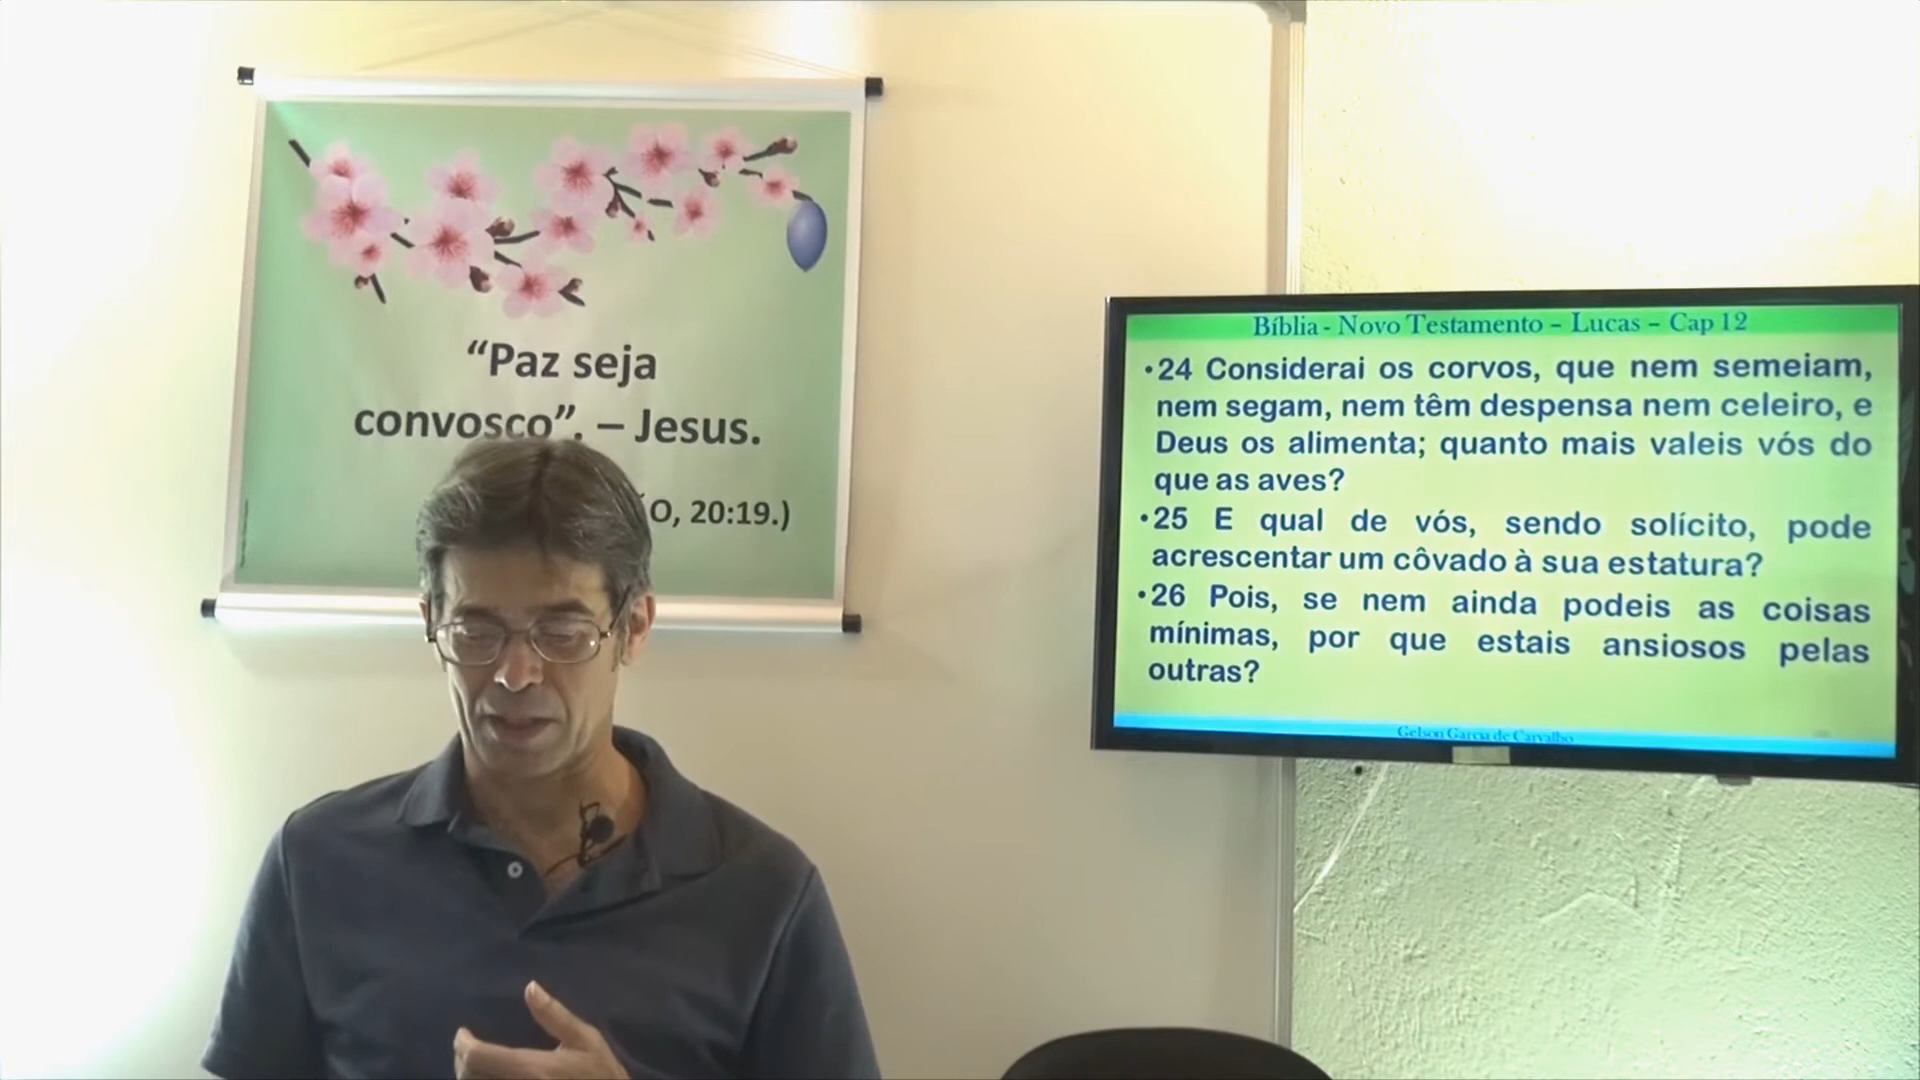 “Paz seja
convosco”. – Jesus.
O, 20:19.)
Bíblia - Novo Testamento – Lucas – Cap 12
•24 Considerai os corvos, que nem semeiam,
nem segam, nem têm despensa nem celeiro, e
Deus os alimenta; quanto mais valeis vós do
que as aves?
•25 E qual de vós, sendo solícito, pode
acrescentar um côvado à sua estatura?
•26 Pois, se nem ainda podeis as coisas
mínimas, por que estais ansiosos pelas
outras?
Gelson Garcia de Carvalho